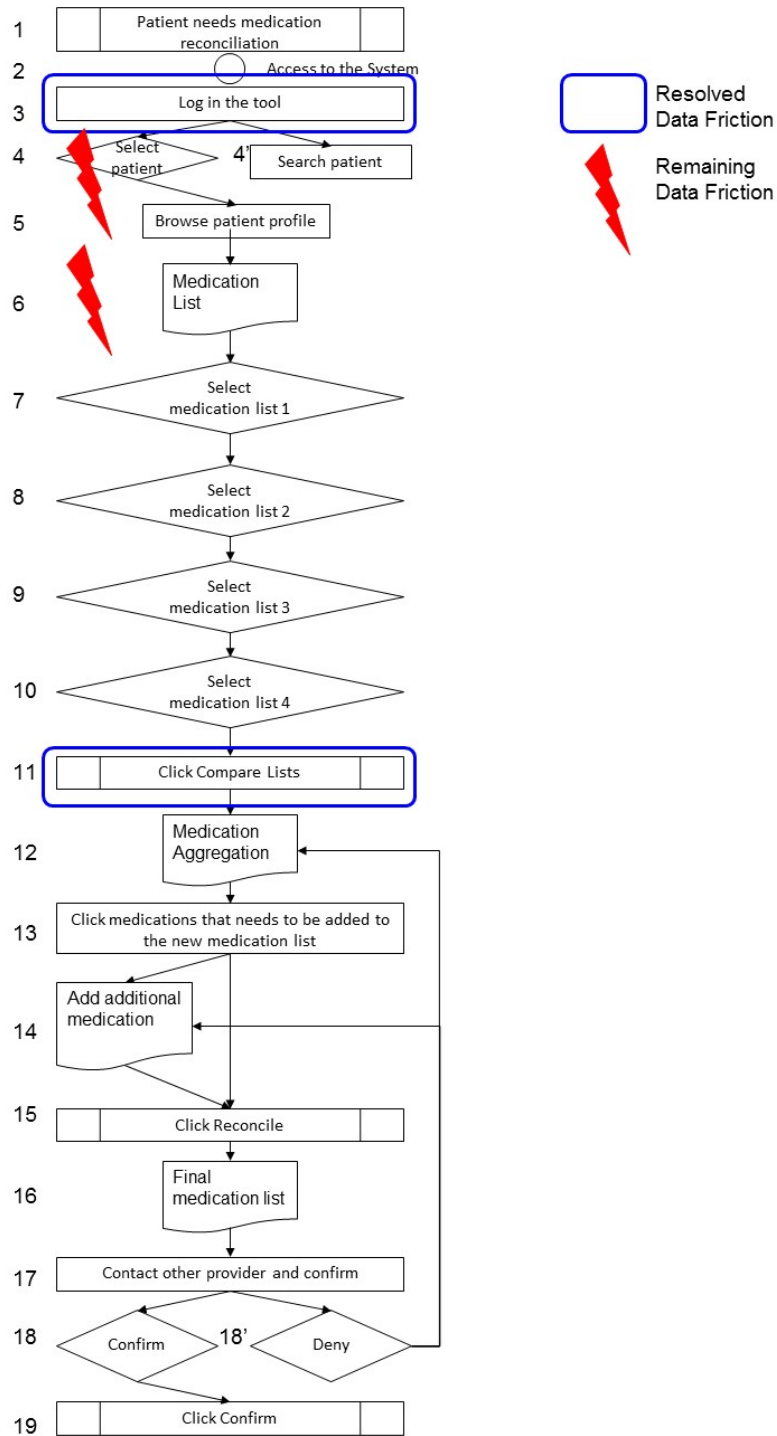 1
Patient needs medication
reconciliation
2
Access to the System
3
Log in the tool
4
Select
patient
4'
Search patient
5
Browse patient profile
6
Medication
List
7
Select
medication list 1
8
Select
medication list 2
9
Select
medication list 3
10
Select
medication list 4
11
Click Compare Lists
12
Medication
Aggregation
13
Click medications that needs to be added to
the new medication list
14
Add additional
medication
15
Click Reconcile
16
Final
medication list
17
Contact other provider and confirm
18
Confirm
18'
Deny
19
Click Confirm
Resolved
Data Friction
Remaining
Data Friction